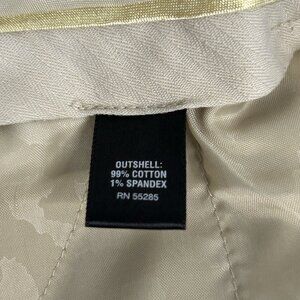 OUTSHELL:
99% COTTON
1% SPANDEX
RN 55285